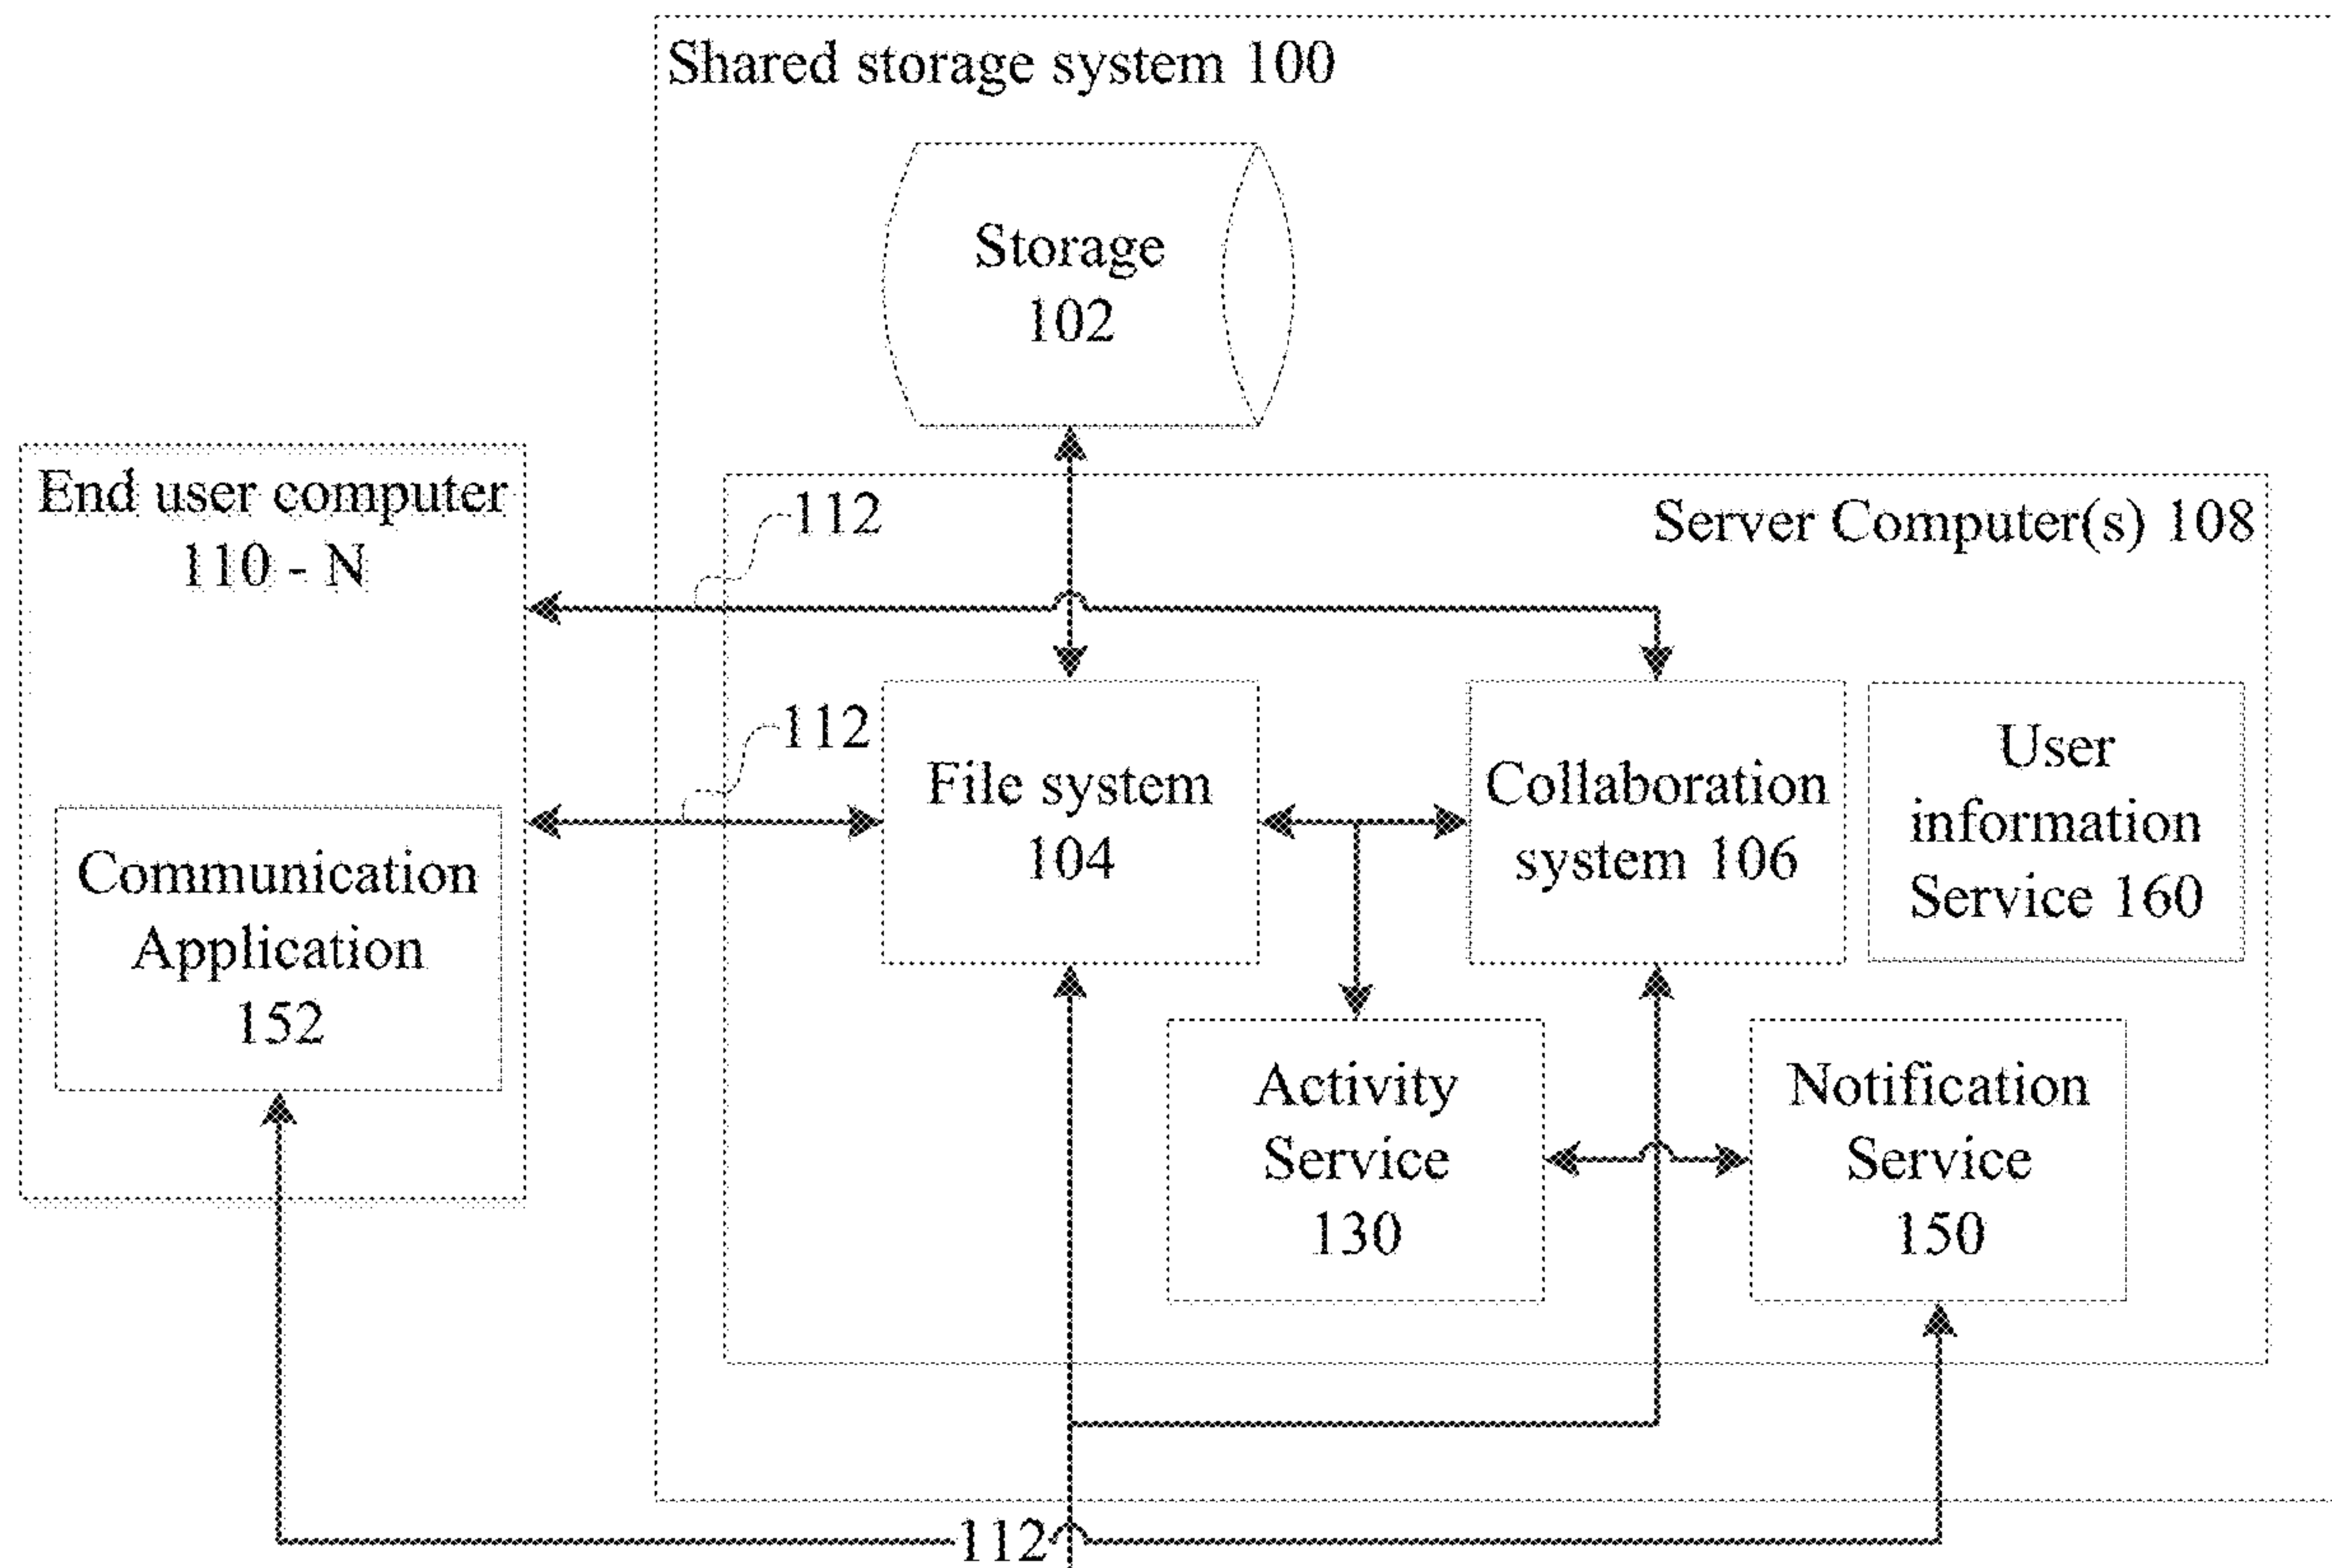 Shared storage system 100
Storage
102
End user computer
110 - N
112
Server Computer(s) 108
112
File system
104
Collaboration
system 106
User
information
Service 160
Communication
Application
152
Activity
Service
130
Notification
Service
150
112